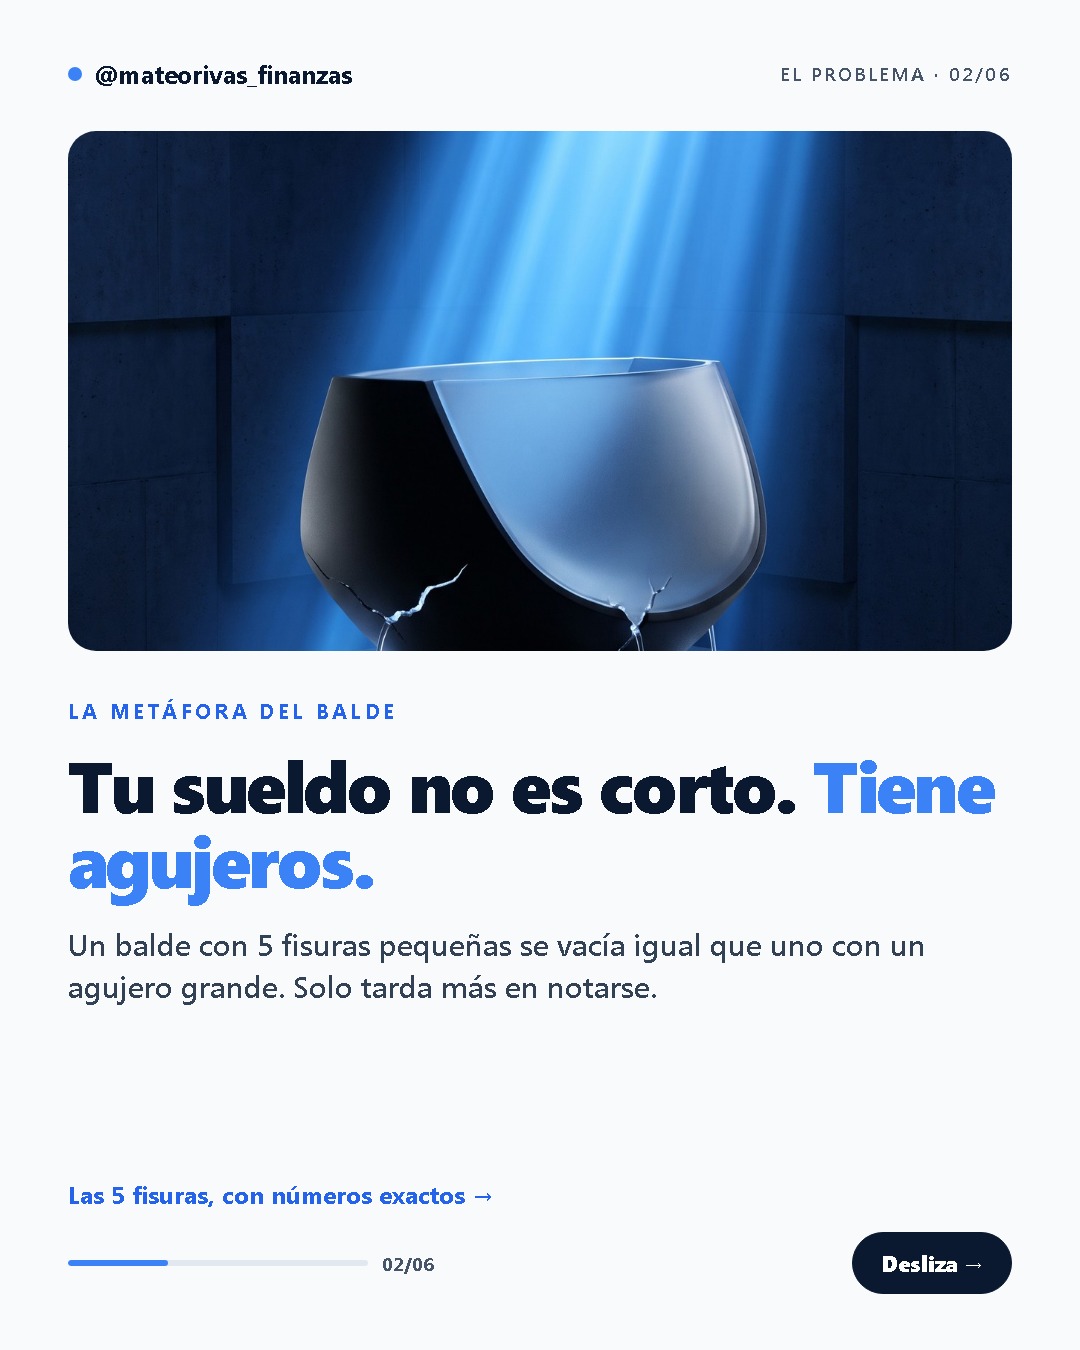 @mateorivas_finanzas
EL PROBLEMA · 02/06
LA METÁFORA DEL BALDE
Tu sueldo no es corto. Tiene
agujeros.
Un balde con 5 fisuras pequeñas se vacía igual que uno con un
agujero grande. Solo tarda más en notarse.
Las 5 fisuras, con números exactos →
02/06
Desliza →